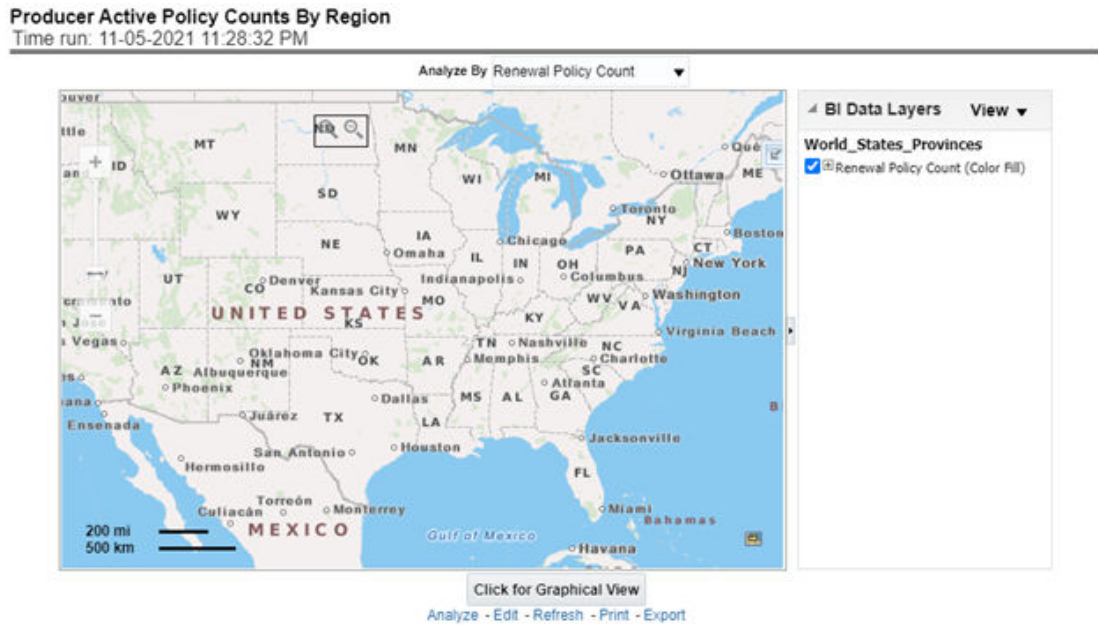 Producer Active Policy Counts By Region
Time run: 11-05-2021 11:28:32 PM
Analyze By Renewal Policy Count
BI Data Layers View
World_States_Provinces
Renewal Policy Count (Color Fill)
ouver
ttle
MT
ND
MN
Qué
ID
WI
MI
Ottawa
ME
SD
Toronto
NY
WY
Boston
NE
IA
Chicago
CT
Omaha
PA
IL
IN
OH
NJ
New York
UT
Denver
Indianapolis
Columbus
CO
Kansas City
MO
WV
VA
Washington
UNITED STATES
KS
KY
Virginia Beach
s Vegas
TN
Nashville
NC
Oklahoma City
OK
AR
Memphis
Charlotte
NM
SC
AZ
Albuquerque
Atlanta
Phoenix
Dallas
MS
AL
GA
Juárez
TX
LA
Ensenada
Jacksonville
San Antonio
Houston
Hermosillo
FL
Torreón
Culiacán
Monterrey
Miami
Bahamas
MEXICO
Gulf of Mexico
Havana
200 mi
500 km
Click for Graphical View
Analyze - Edit - Refresh - Print - Export